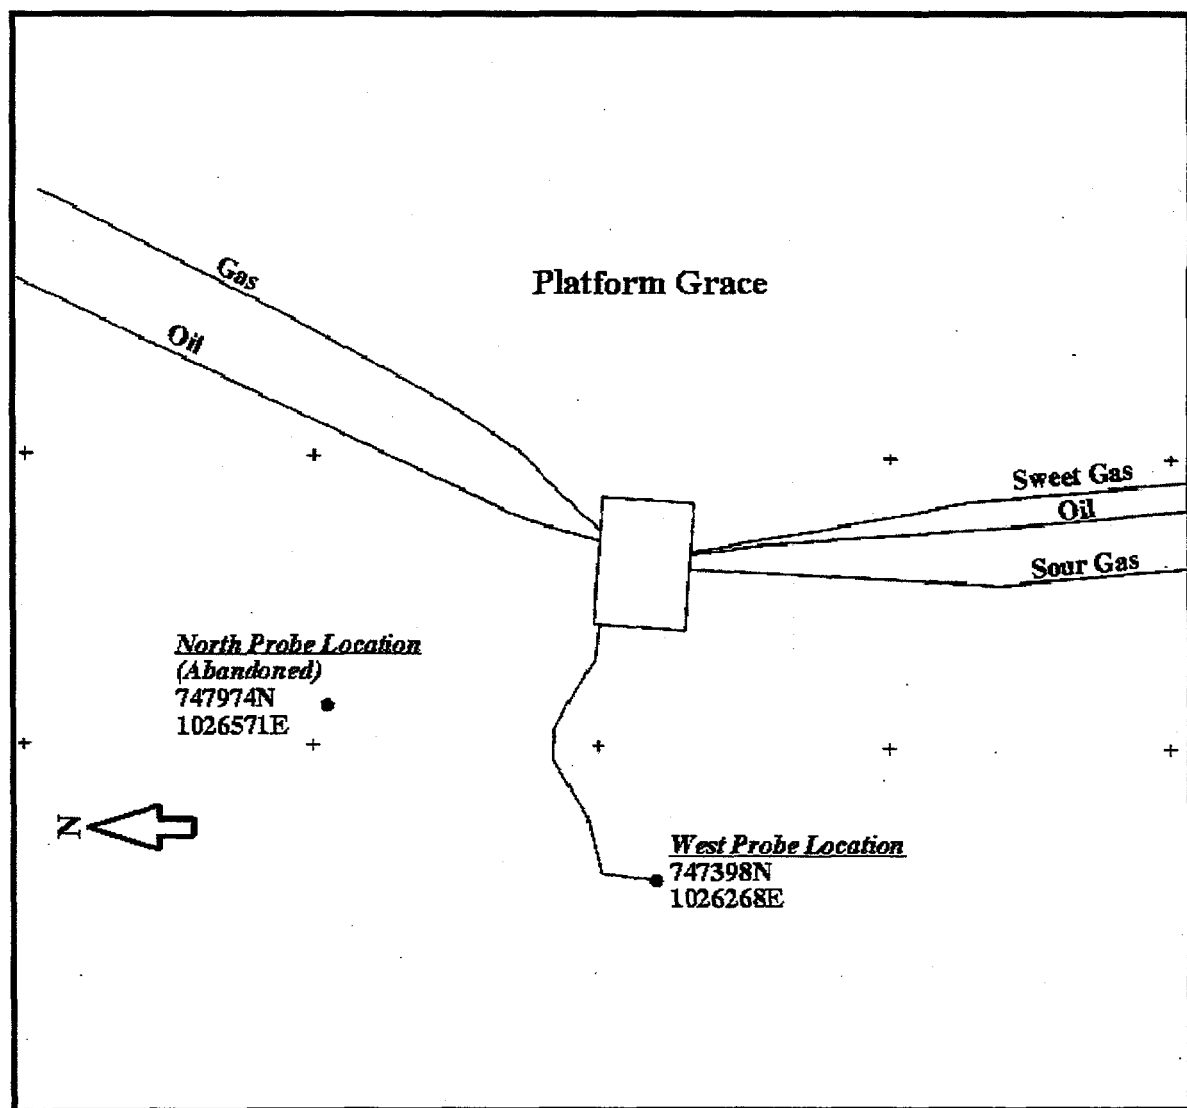 Gas
Platform Grace
Oil
Sweet Gas
Oil
Sour Gas
North Probe Location
(Abandoned)
747974N
1026571E
N
West Probe Location
747398N
1026268E